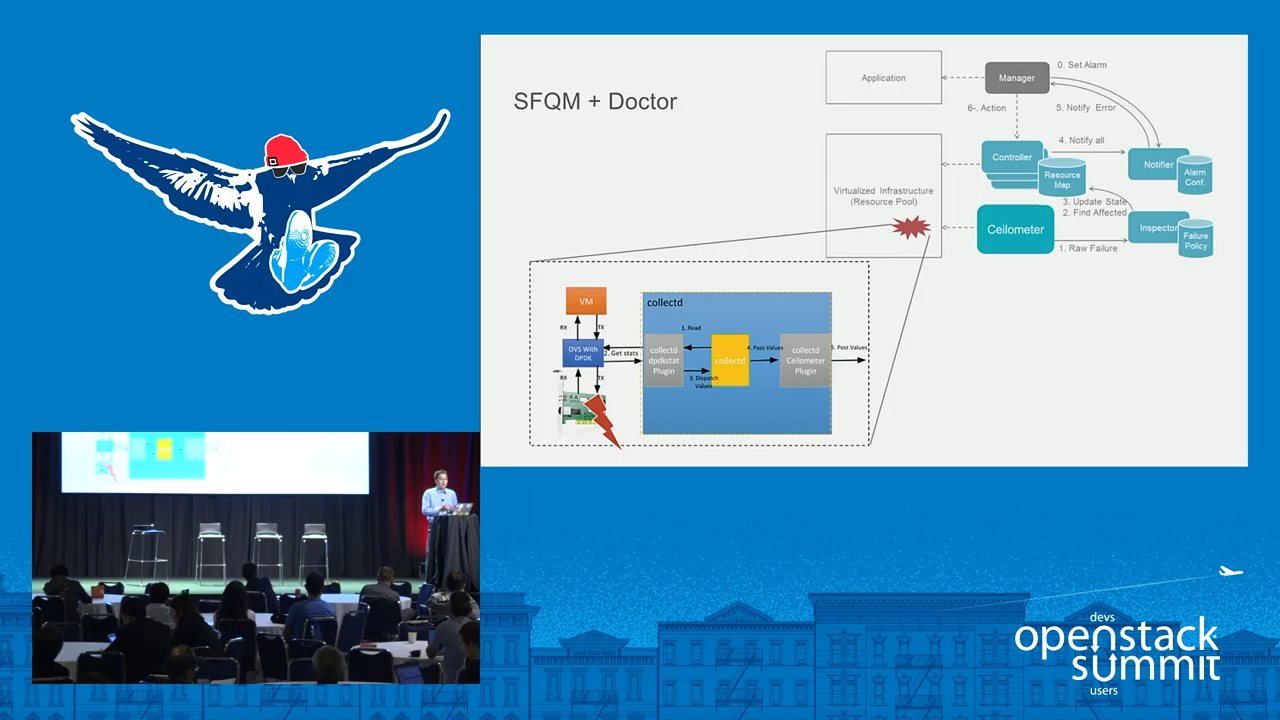 SFQM + Doctor
Application
Manager
0. Set Alarm
6-. Action
5. Notify Error
4. Notify all
Controller
Resource
Map
Notifier
Alarm
Conf.
Virtualized Infrastructure
(Resource Pool)
3. Update State
2. Find Affected
Ceilometer
Inspector
Failure
Policy
1. Raw Failure
VM
RX
TX
OVS With
DPDK
RX
TX
2. Get stats
collectd
1. Read
collectd
dpdkstat
Plugin
collectd
3. Dispatch
Values
4. Pass Values
collectd
Ceilometer
Plugin
5. Post Values
devs
openstack
summit
users